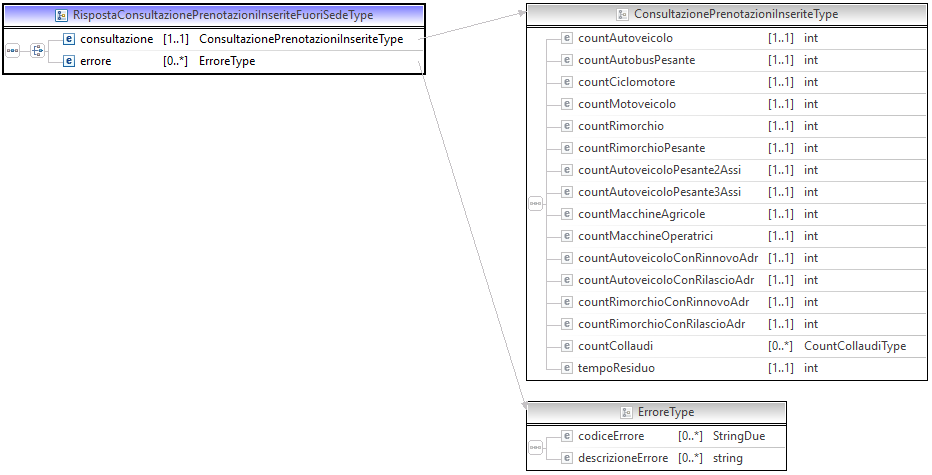 RispostaConsultazionePrenotazioniInseriteFuoriSedeType
e consultazione [1..1] ConsultazionePrenotazioniInseriteType
e errore [0..*] ErroreType
ConsultazionePrenotazioniInseriteType
e countAutoveicolo [1..1] int
e countAutobusPesante [1..1] int
e countCiclomotore [1..1] int
e countMotoveicolo [1..1] int
e countRimorchio [1..1] int
e countRimorchioPesante [1..1] int
e countAutoveicoloPesante2Assi [1..1] int
e countAutoveicoloPesante3Assi [1..1] int
e countMacchineAgricole [1..1] int
e countMacchineOperatrici [1..1] int
e countAutoveicoloConRinnovoAdr [1..1] int
e countAutoveicoloConRilascioAdr [1..1] int
e countRimorchioConRinnovoAdr [1..1] int
e countRimorchioConRilascioAdr [1..1] int
e countCollaudi [0..*] CountCollaudiType
e tempoResiduo [1..1] int
ErroreType
e codiceErrore [0..*] StringDue
e descrizioneErrore [0..*] string